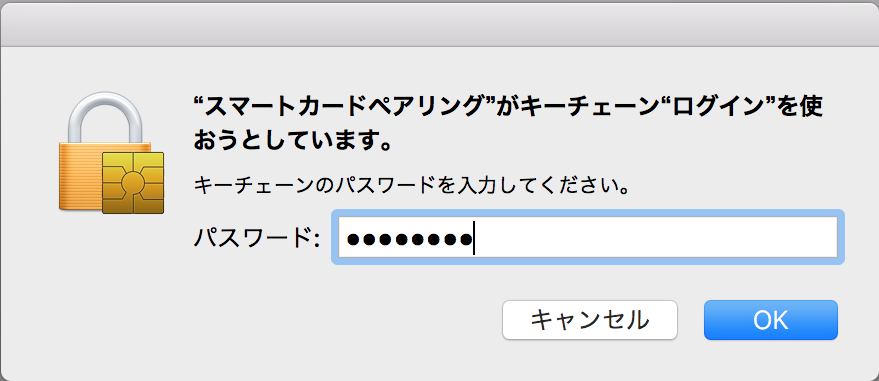 “スマートカードペアリング”がキーチェーン“ログイン”を使
おうとしています。
キーチェーンのパスワードを入力してください。
パスワード: ●●●●●●●●
キャンセル OK